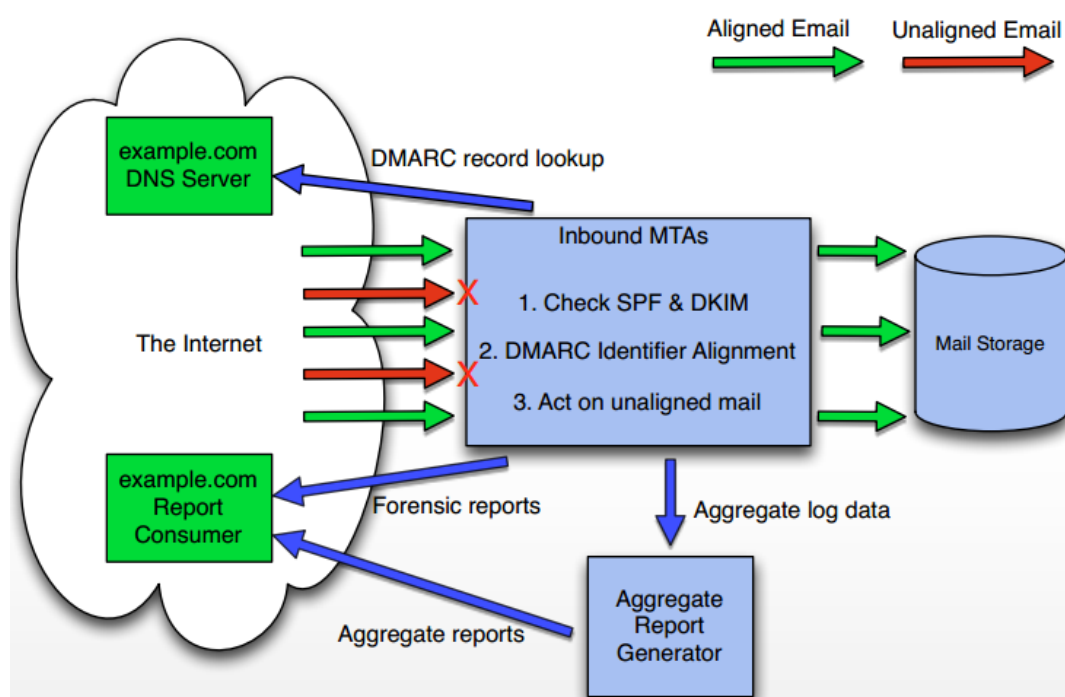 Aligned Email
Unaligned Email
example.com
DNS Server
DMARC record lookup
Inbound MTAs
X
1. Check SPF & DKIM
The Internet
2. DMARC Identifier Alignment
Mail Storage
X
3. Act on unaligned mail
example.com
Report
Consumer
Forensic reports
Aggregate log data
Aggregate
Report
Generator
Aggregate reports